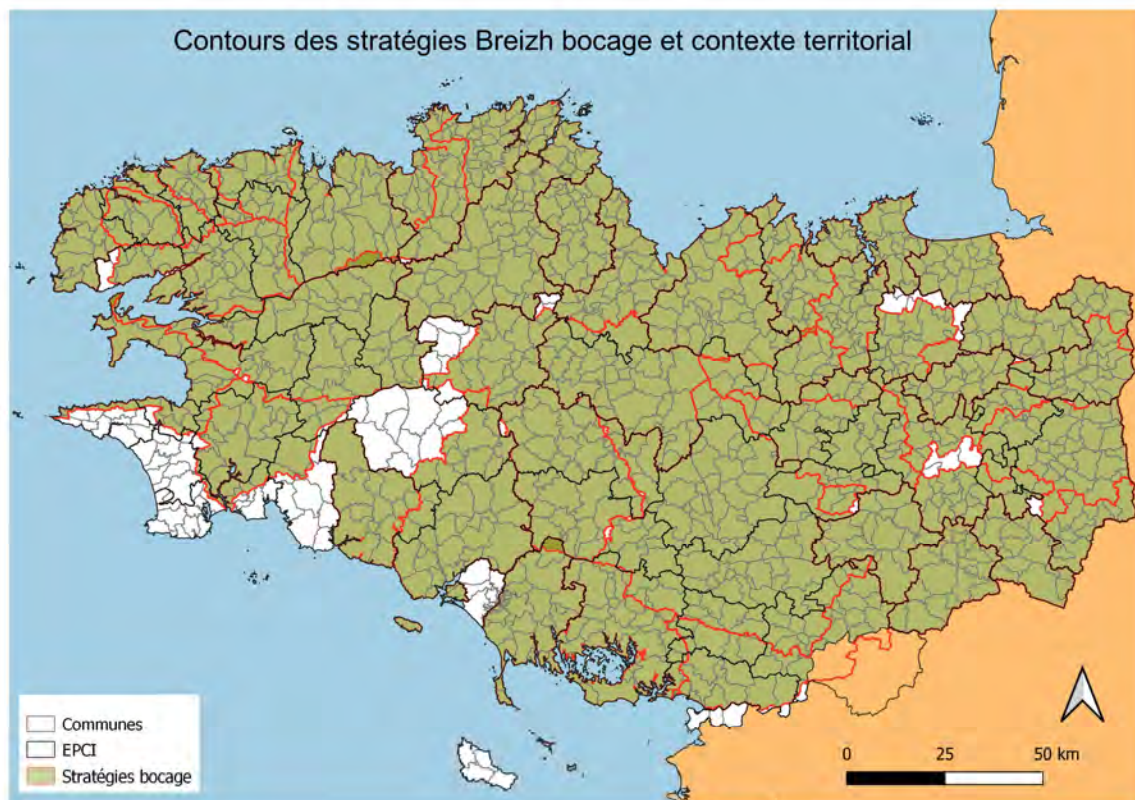 Contours des stratégies Breizh bocage et contexte territorial
Communes
EPCI
Stratégies bocage
0 25 50 km